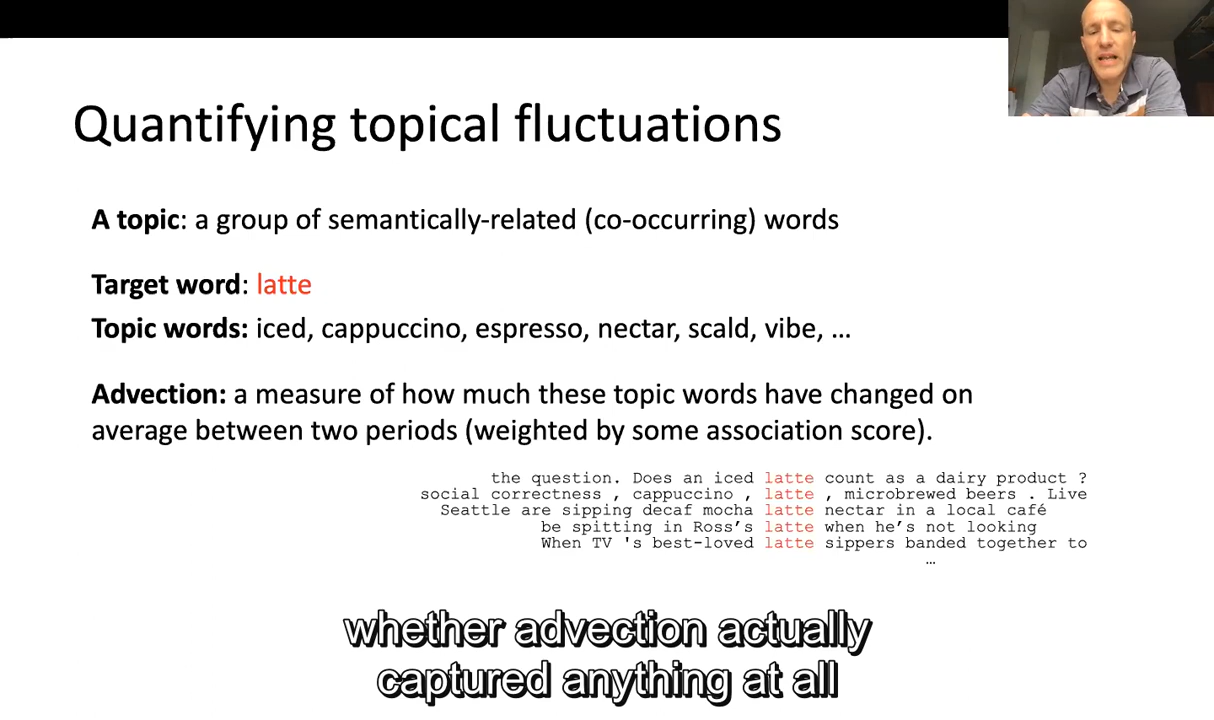 Quantifying topical fluctuations
A topic: a group of semantically-related (co-occurring) words
Target word: latte
Topic words: iced, cappuccino, espresso, nectar, scald, vibe, …
Advection: a measure of how much these topic words have changed on
average between two periods (weighted by some association score).
the question. Does an iced latte count as a dairy product ?
social correctness , cappuccino , latte , microbrewed beers . Live
Seattle are sipping decaf mocha latte nectar in a local café
be spitting in Ross’s latte when he’s not looking
When TV 's best-loved latte sippers banded together to
…
whether advection actually
captured anything at all